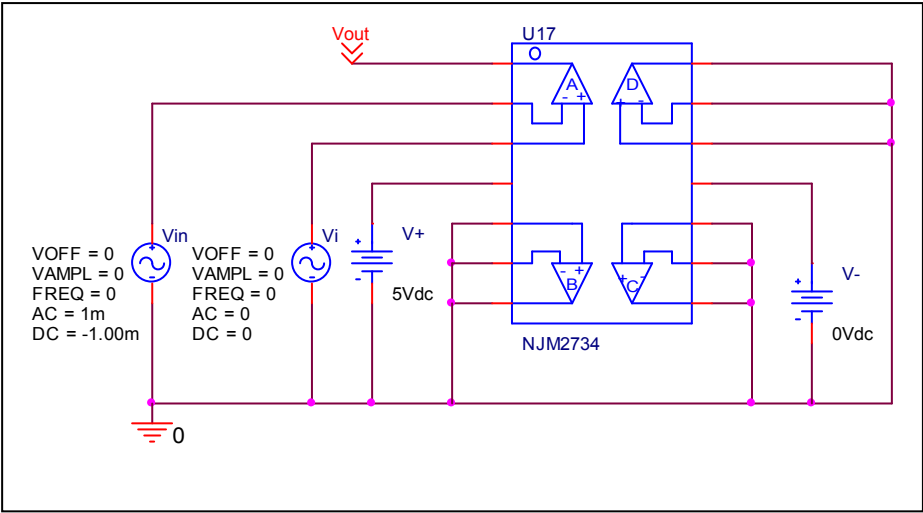 Vout
U17
A
D
- +
+ -
Vin
VOFF = 0
VAMPL = 0
FREQ = 0
AC = 1m
DC = -1.00m
Vi
VOFF = 0
VAMPL = 0
FREQ = 0
AC = 0
DC = 0
V+
5Vdc
- +
+ -
B
C
NJM2734
V-
0Vdc
0